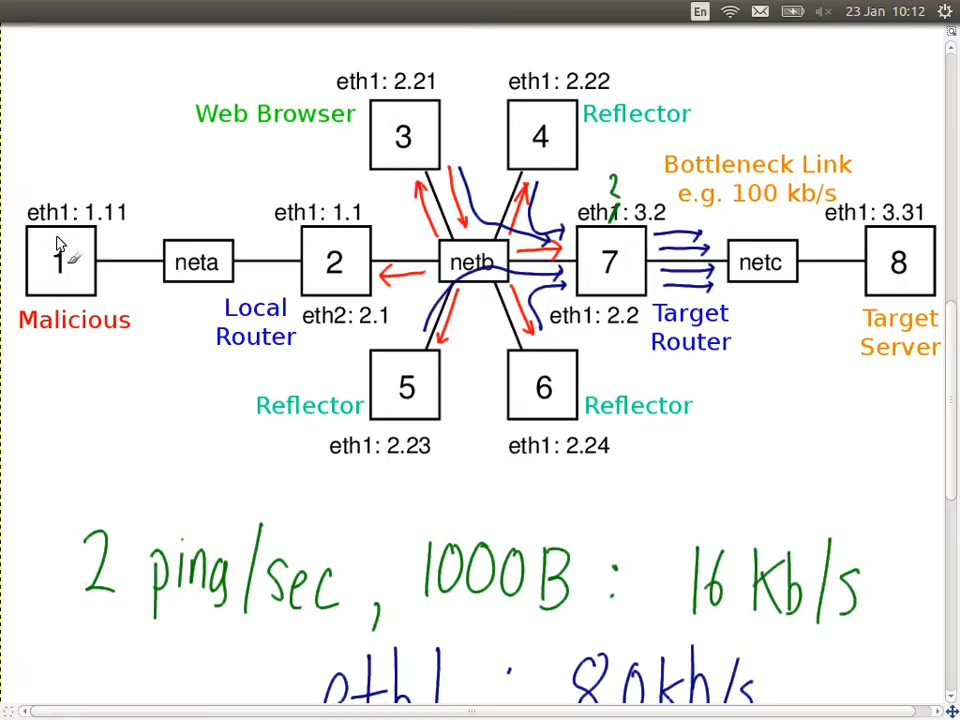 En 23 Jan 10:12
eth1: 2.21
eth1: 2.22
Web Browser
3
4
Reflector
Bottleneck Link
e.g. 100 kb/s
eth1: 1.11
eth1: 1.1
2
eth1: 3.2
eth1: 3.31
1
neta
2
netb
7
netc
8
Malicious
Local
Router
eth2: 2.1
eth1: 2.2
Target
Router
Target
Server
Reflector
5
6
Reflector
eth1: 2.23
eth1: 2.24
2 ping/sec, 1000B : 16 Kb/s
eth1 : 80kb/s